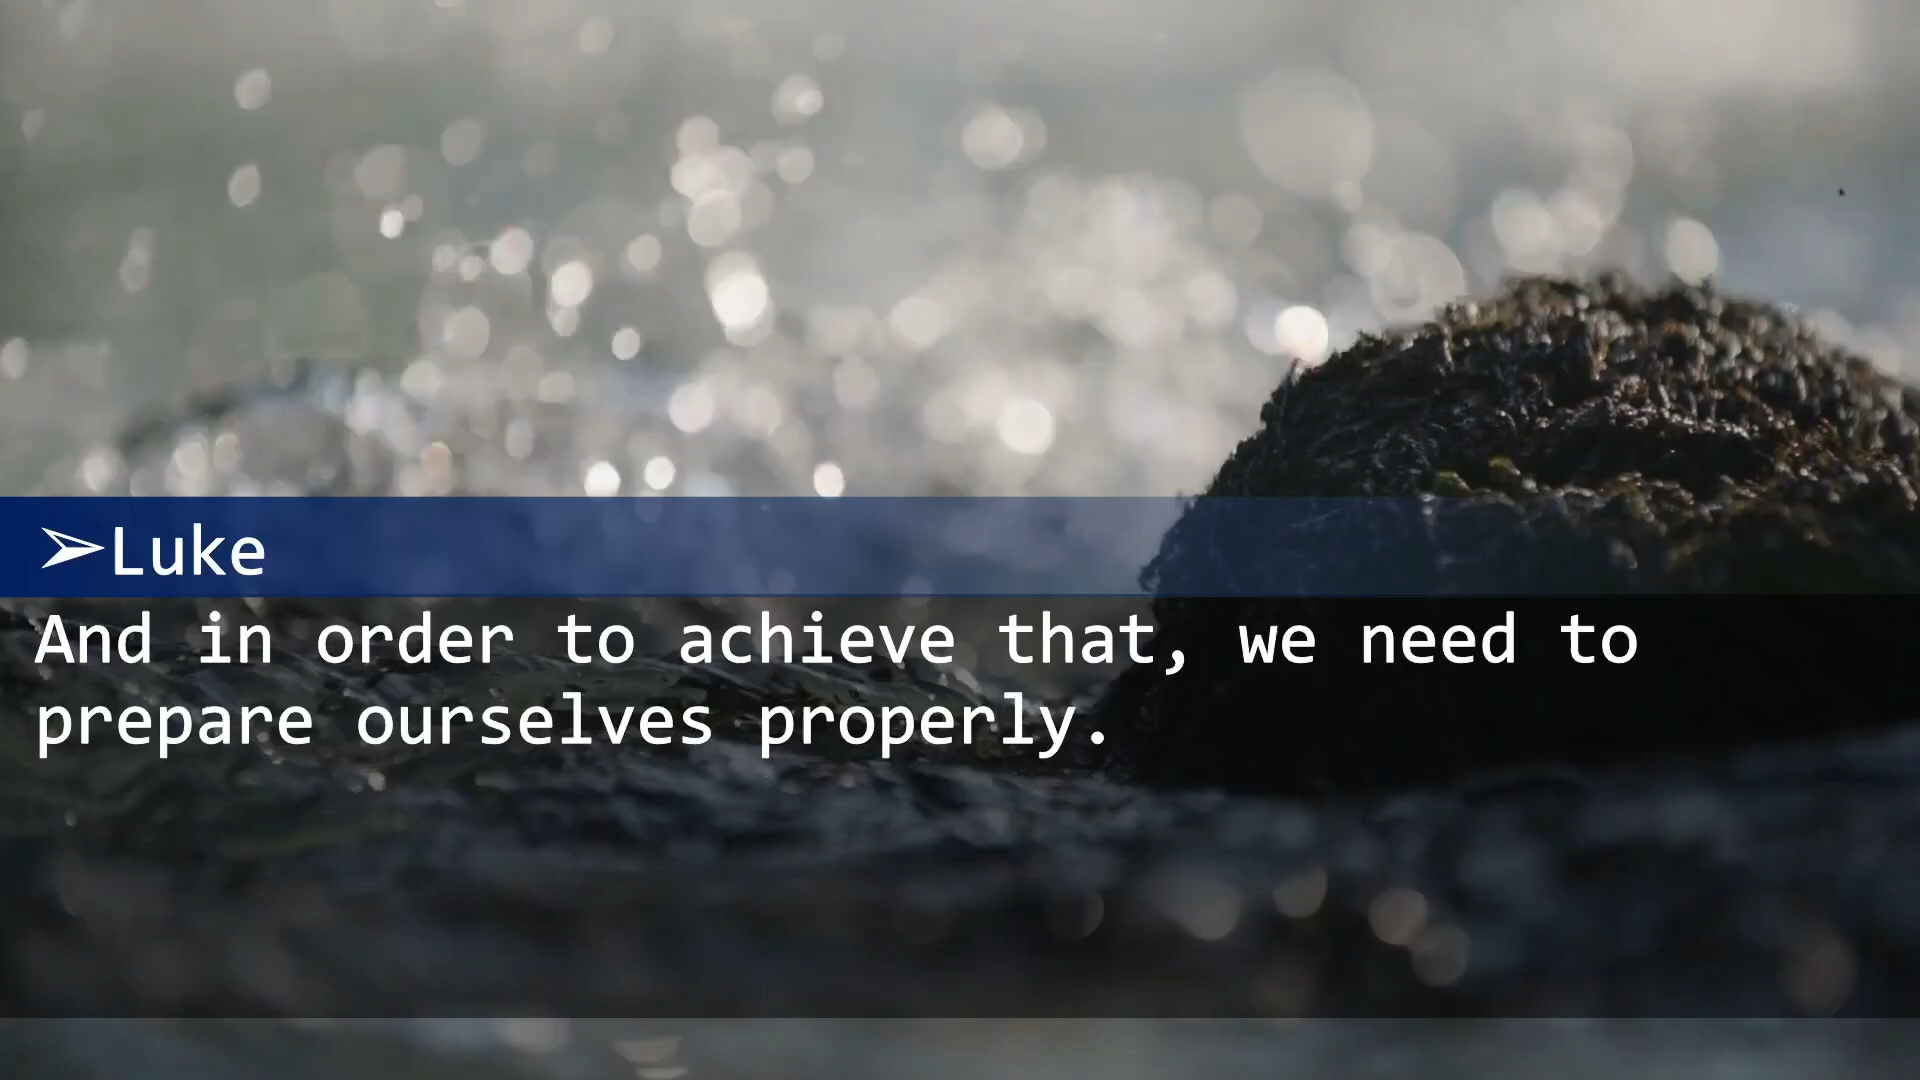 ➢Luke
And in order to achieve that, we need to
prepare ourselves properly.